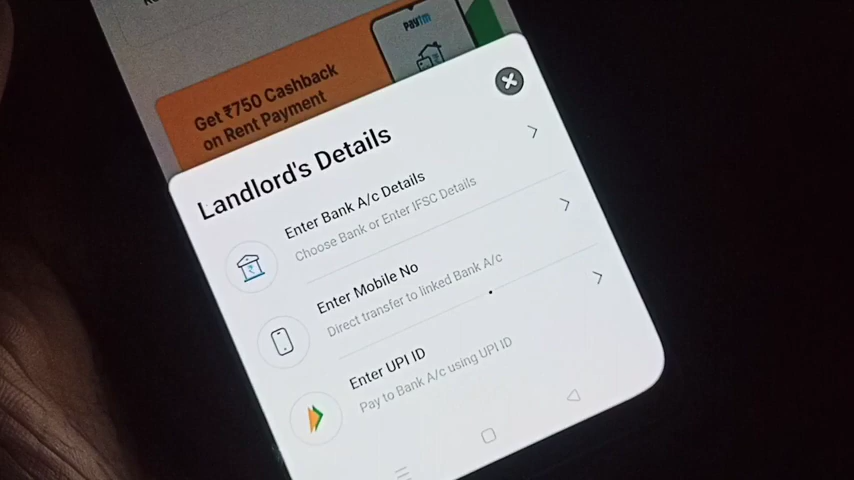 paytm
Get ₹750 Cashback
on Rent Payment
Landlord's Details
Enter Bank A/c Details
Choose Bank or Enter IFSC Details
Enter Mobile No
Direct transfer to linked Bank A/c
Enter UPI ID
Pay to Bank A/c using UPI ID